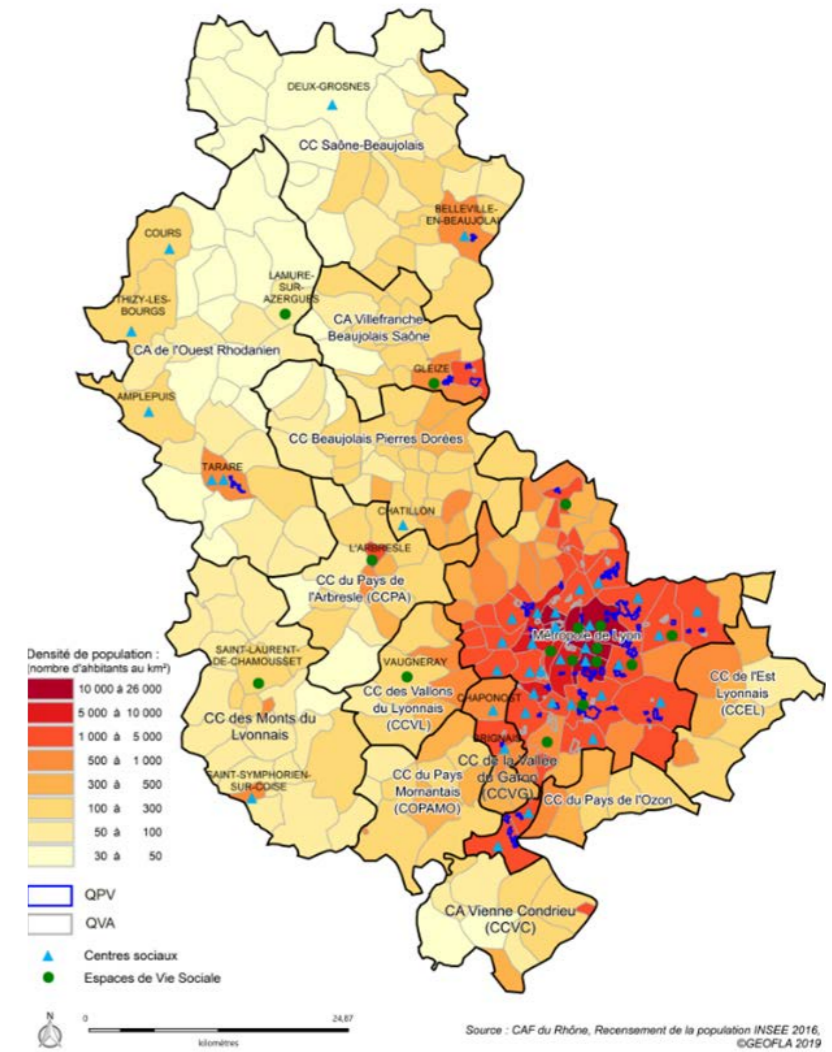 DEUX-GROSNES
CC Saône-Beaujolais
BELLEVILLE-
EN-BEAUJOLAI
COURS
LAMURE-
SUR-
AZERGUES
THIZY-LES-
BOURGS
CA Villefranche
Beaujolais Saône
CA de l'Ouest Rhodanien
GLEIZE
AMPLEPUIS
CC Beaujolais Pierres Dorées
TARARE
CHATILLON
L'ARBRESLE
CC du Pays de
l'Arbresle (CCPA)
Métropole de Lyon
SAINT-LAURENT-
DE-CHAMOUSSET
VAUGNERAY
CC des Vallons
du Lyonnais
(CCVL)
CC de l'Est
Lyonnais
(CCEL)
CHAPONOST
CC des Monts du
Lyonnais
BRIGNAIS
CC de la Vallée
du Garon
(CCVG)
CC du Pays
Mornantais
(COPAMO)
SAINT-SYMPHORIEN-
SUR-COISE
CC du Pays de l'Ozon
CA Vienne Condrieu
(CCVC)
Densité de population :
(nombre d'ahbitants au km²)
10 000 à 26 000
5 000 à 10 000
1 000 à 5 000
500 à 1 000
300 à 500
100 à 300
50 à 100
30 à 50
QPV
QVA
Centres sociaux
Espaces de Vie Sociale
N
0 24,87
kilomètres
Source : CAF du Rhône, Recensement de la population INSEE 2016,
©GEOFLA 2019